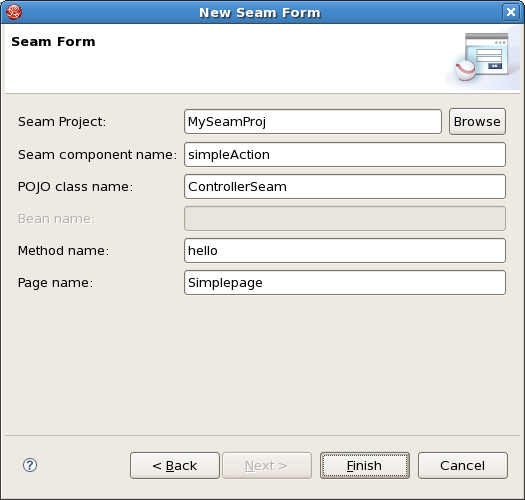 New Seam Form
Seam Form
Seam Project: MySeamProj Browse
Seam component name: simpleAction
POJO class name: ControllerSeam
Bean name:
Method name: hello
Page name: Simplepage
? < Back Next > Finish Cancel